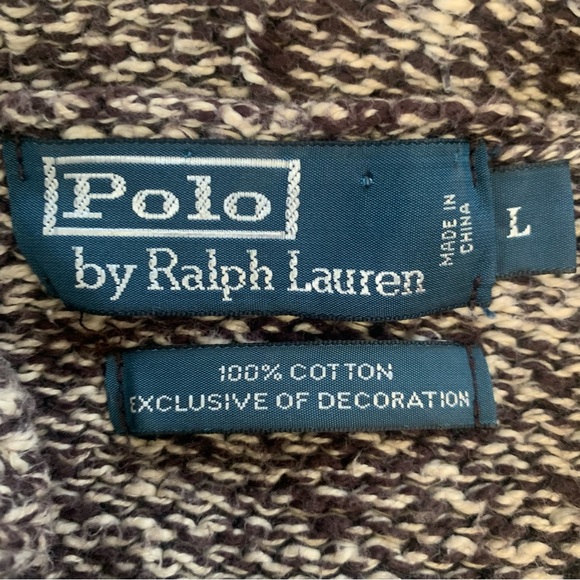 Polo
by Ralph Lauren
MADE IN
CHINA
L
100% COTTON
EXCLUSIVE OF DECORATION